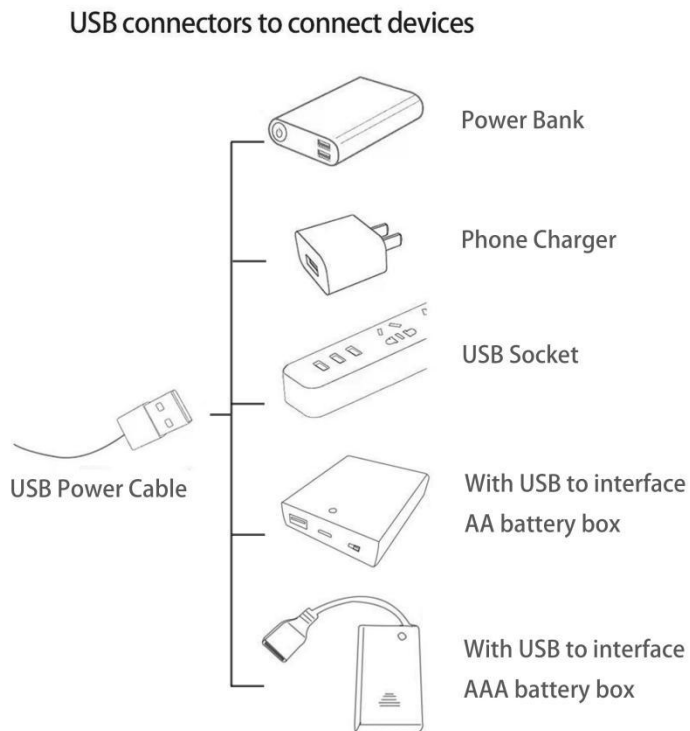 USB connectors to connect devices
Power Bank
Phone Charger
USB Socket
USB Power Cable
With USB to interface
AA battery box
With USB to interface
AAA battery box